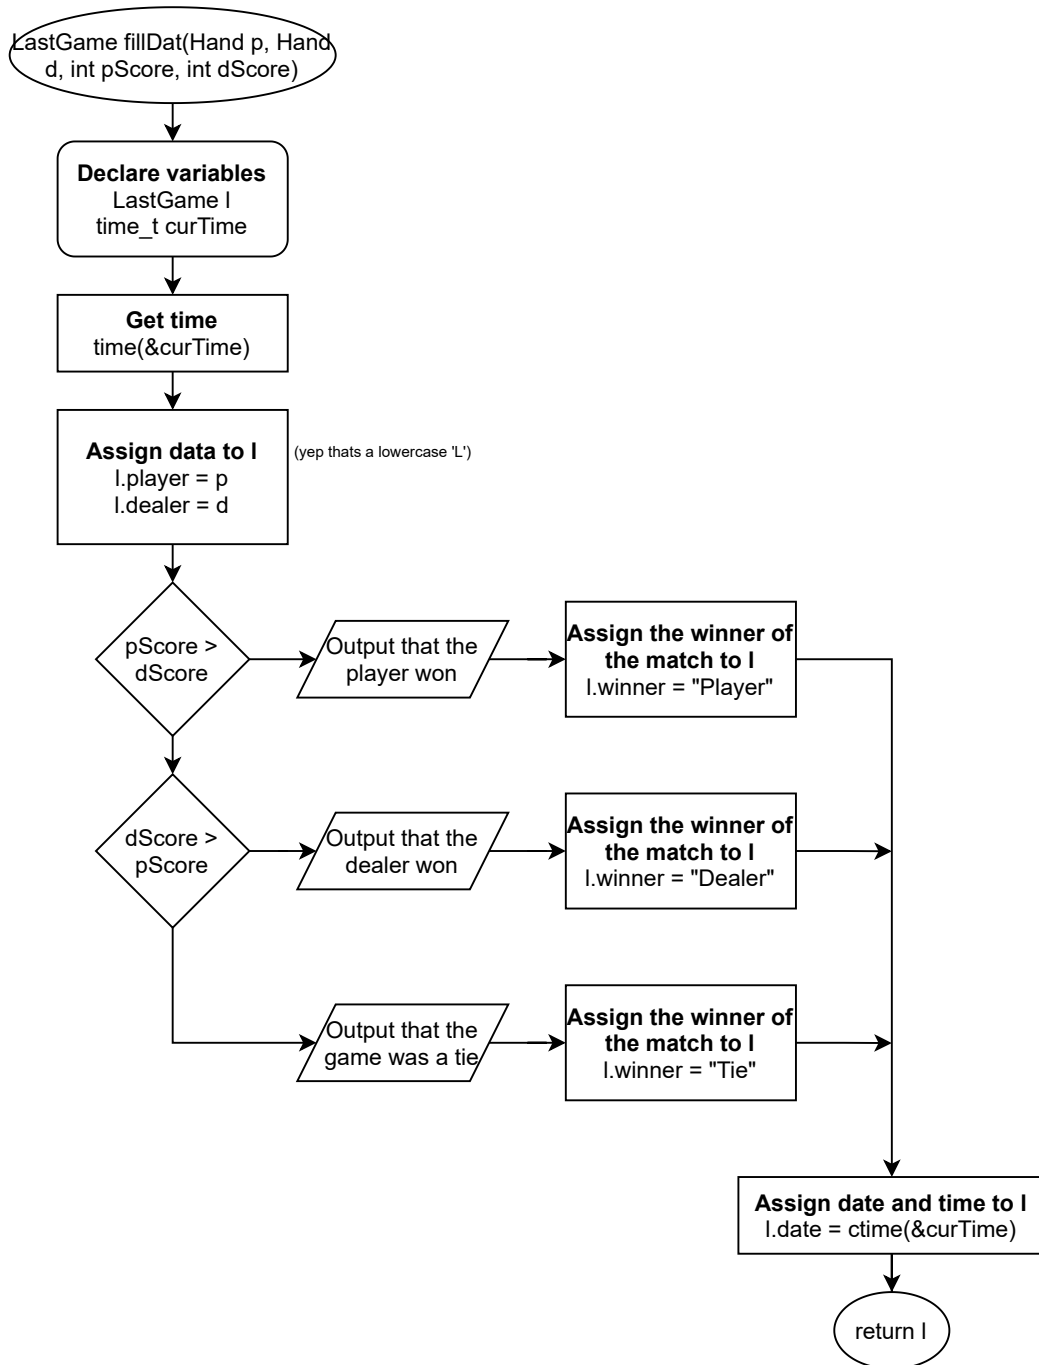 LastGame fillDat(Hand p, Hand
d, int pScore, int dScore)
Declare variables
LastGame l
time_t curTime
Get time
time(&curTime)
Assign data to l
l.player = p
l.dealer = d
(yep thats a lowercase 'L')
pScore >
dScore
Output that the
player won
Assign the winner of
the match to l
l.winner = "Player"
dScore >
pScore
Output that the
dealer won
Assign the winner of
the match to l
l.winner = "Dealer"
Output that the
game was a tie
Assign the winner of
the match to l
l.winner = "Tie"
Assign date and time to l
l.date = ctime(&curTime)
return l